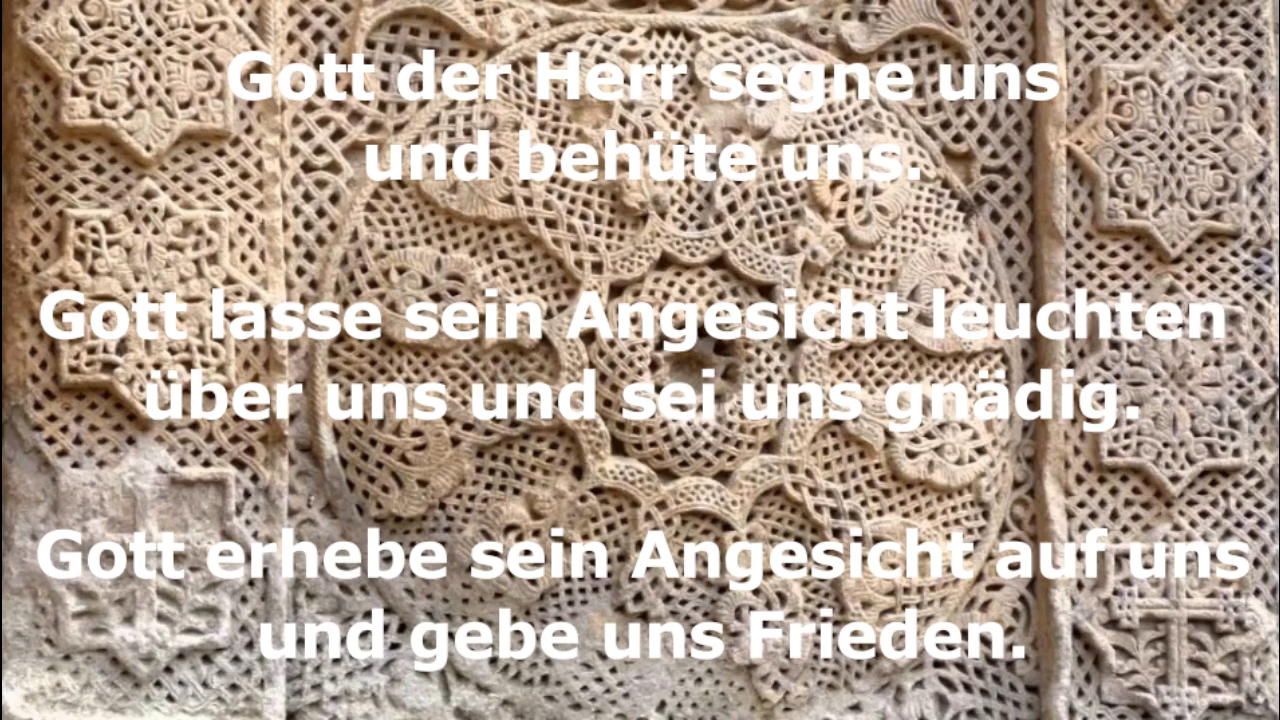 Gott der Herr segne uns
und behüte uns.
Gott lasse sein Angesicht leuchten
über uns und sei uns gnädig.
Gott erhebe sein Angesicht auf uns
und gebe uns Frieden.